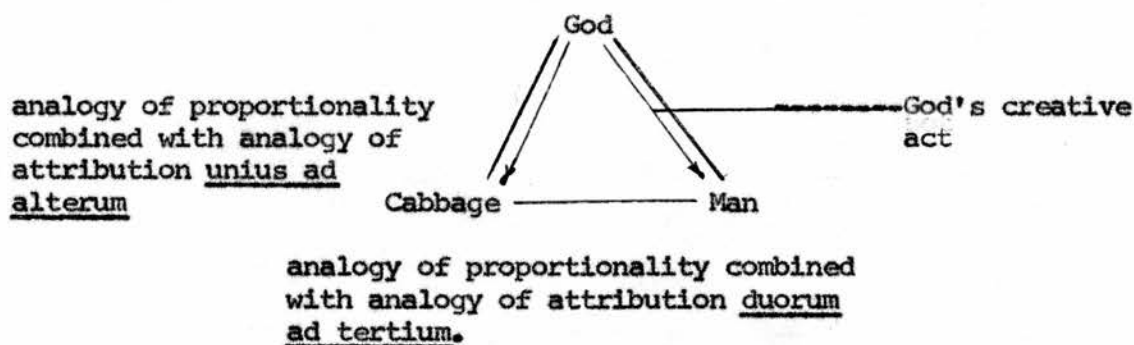 God
analogy of proportionality
combined with analogy of
attribution unius ad
alterum
God's creative
act
Cabbage
Man
analogy of proportionality combined
with analogy of attribution duorum
ad tertium.